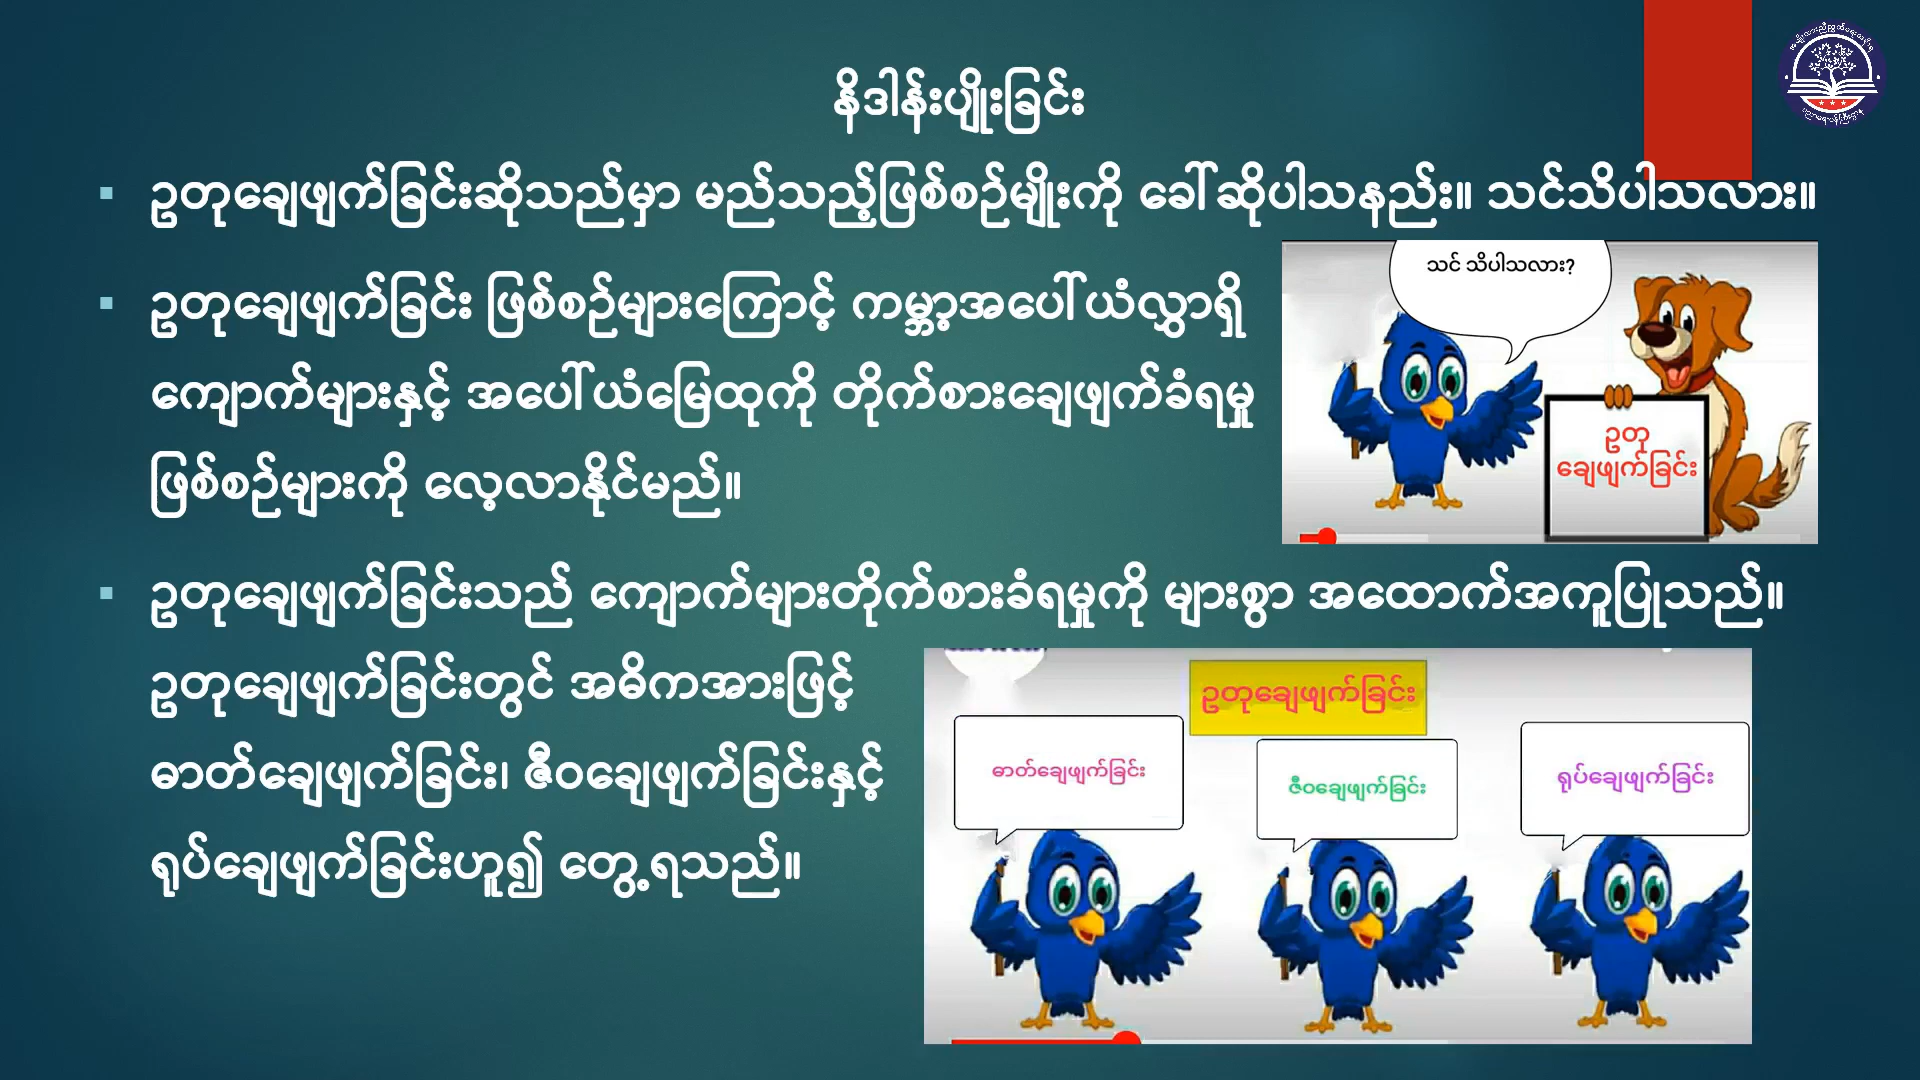 နိဒါန်းပျိုးခြင်း
ဥတုချေဖျက်ခြင်းဆိုသည်မှာ မည်သည့်ဖြစ်စဉ်မျိုးကို ခေါ်ဆိုပါသနည်း။ သင်သိပါသလား။
ဥတုချေဖျက်ခြင်း ဖြစ်စဉ်များကြောင့် ကမ္ဘာ့အပေါ်ယံလွှာရှိ
ကျောက်များနှင့် အပေါ်ယံမြေထုကို တိုက်စားချေဖျက်ခံရမှု
ဖြစ်စဉ်များကို လေ့လာနိုင်မည်။
သင် သိပါသလား?
ဥတု
ချေဖျက်ခြင်း
ဥတုချေဖျက်ခြင်းသည် ကျောက်များတိုက်စားခံရမှုကို များစွာ အထောက်အကူပြုသည်။
ဥတုချေဖျက်ခြင်းတွင် အဓိကအားဖြင့်
ဓာတ်ချေဖျက်ခြင်း၊ ဇီဝချေဖျက်ခြင်းနှင့်
ရုပ်ချေဖျက်ခြင်းဟူ၍ တွေ့ရသည်။
ဥတုချေဖျက်ခြင်း
ဓာတ်ချေဖျက်ခြင်း
ဇီဝချေဖျက်ခြင်း
ရုပ်ချေဖျက်ခြင်း